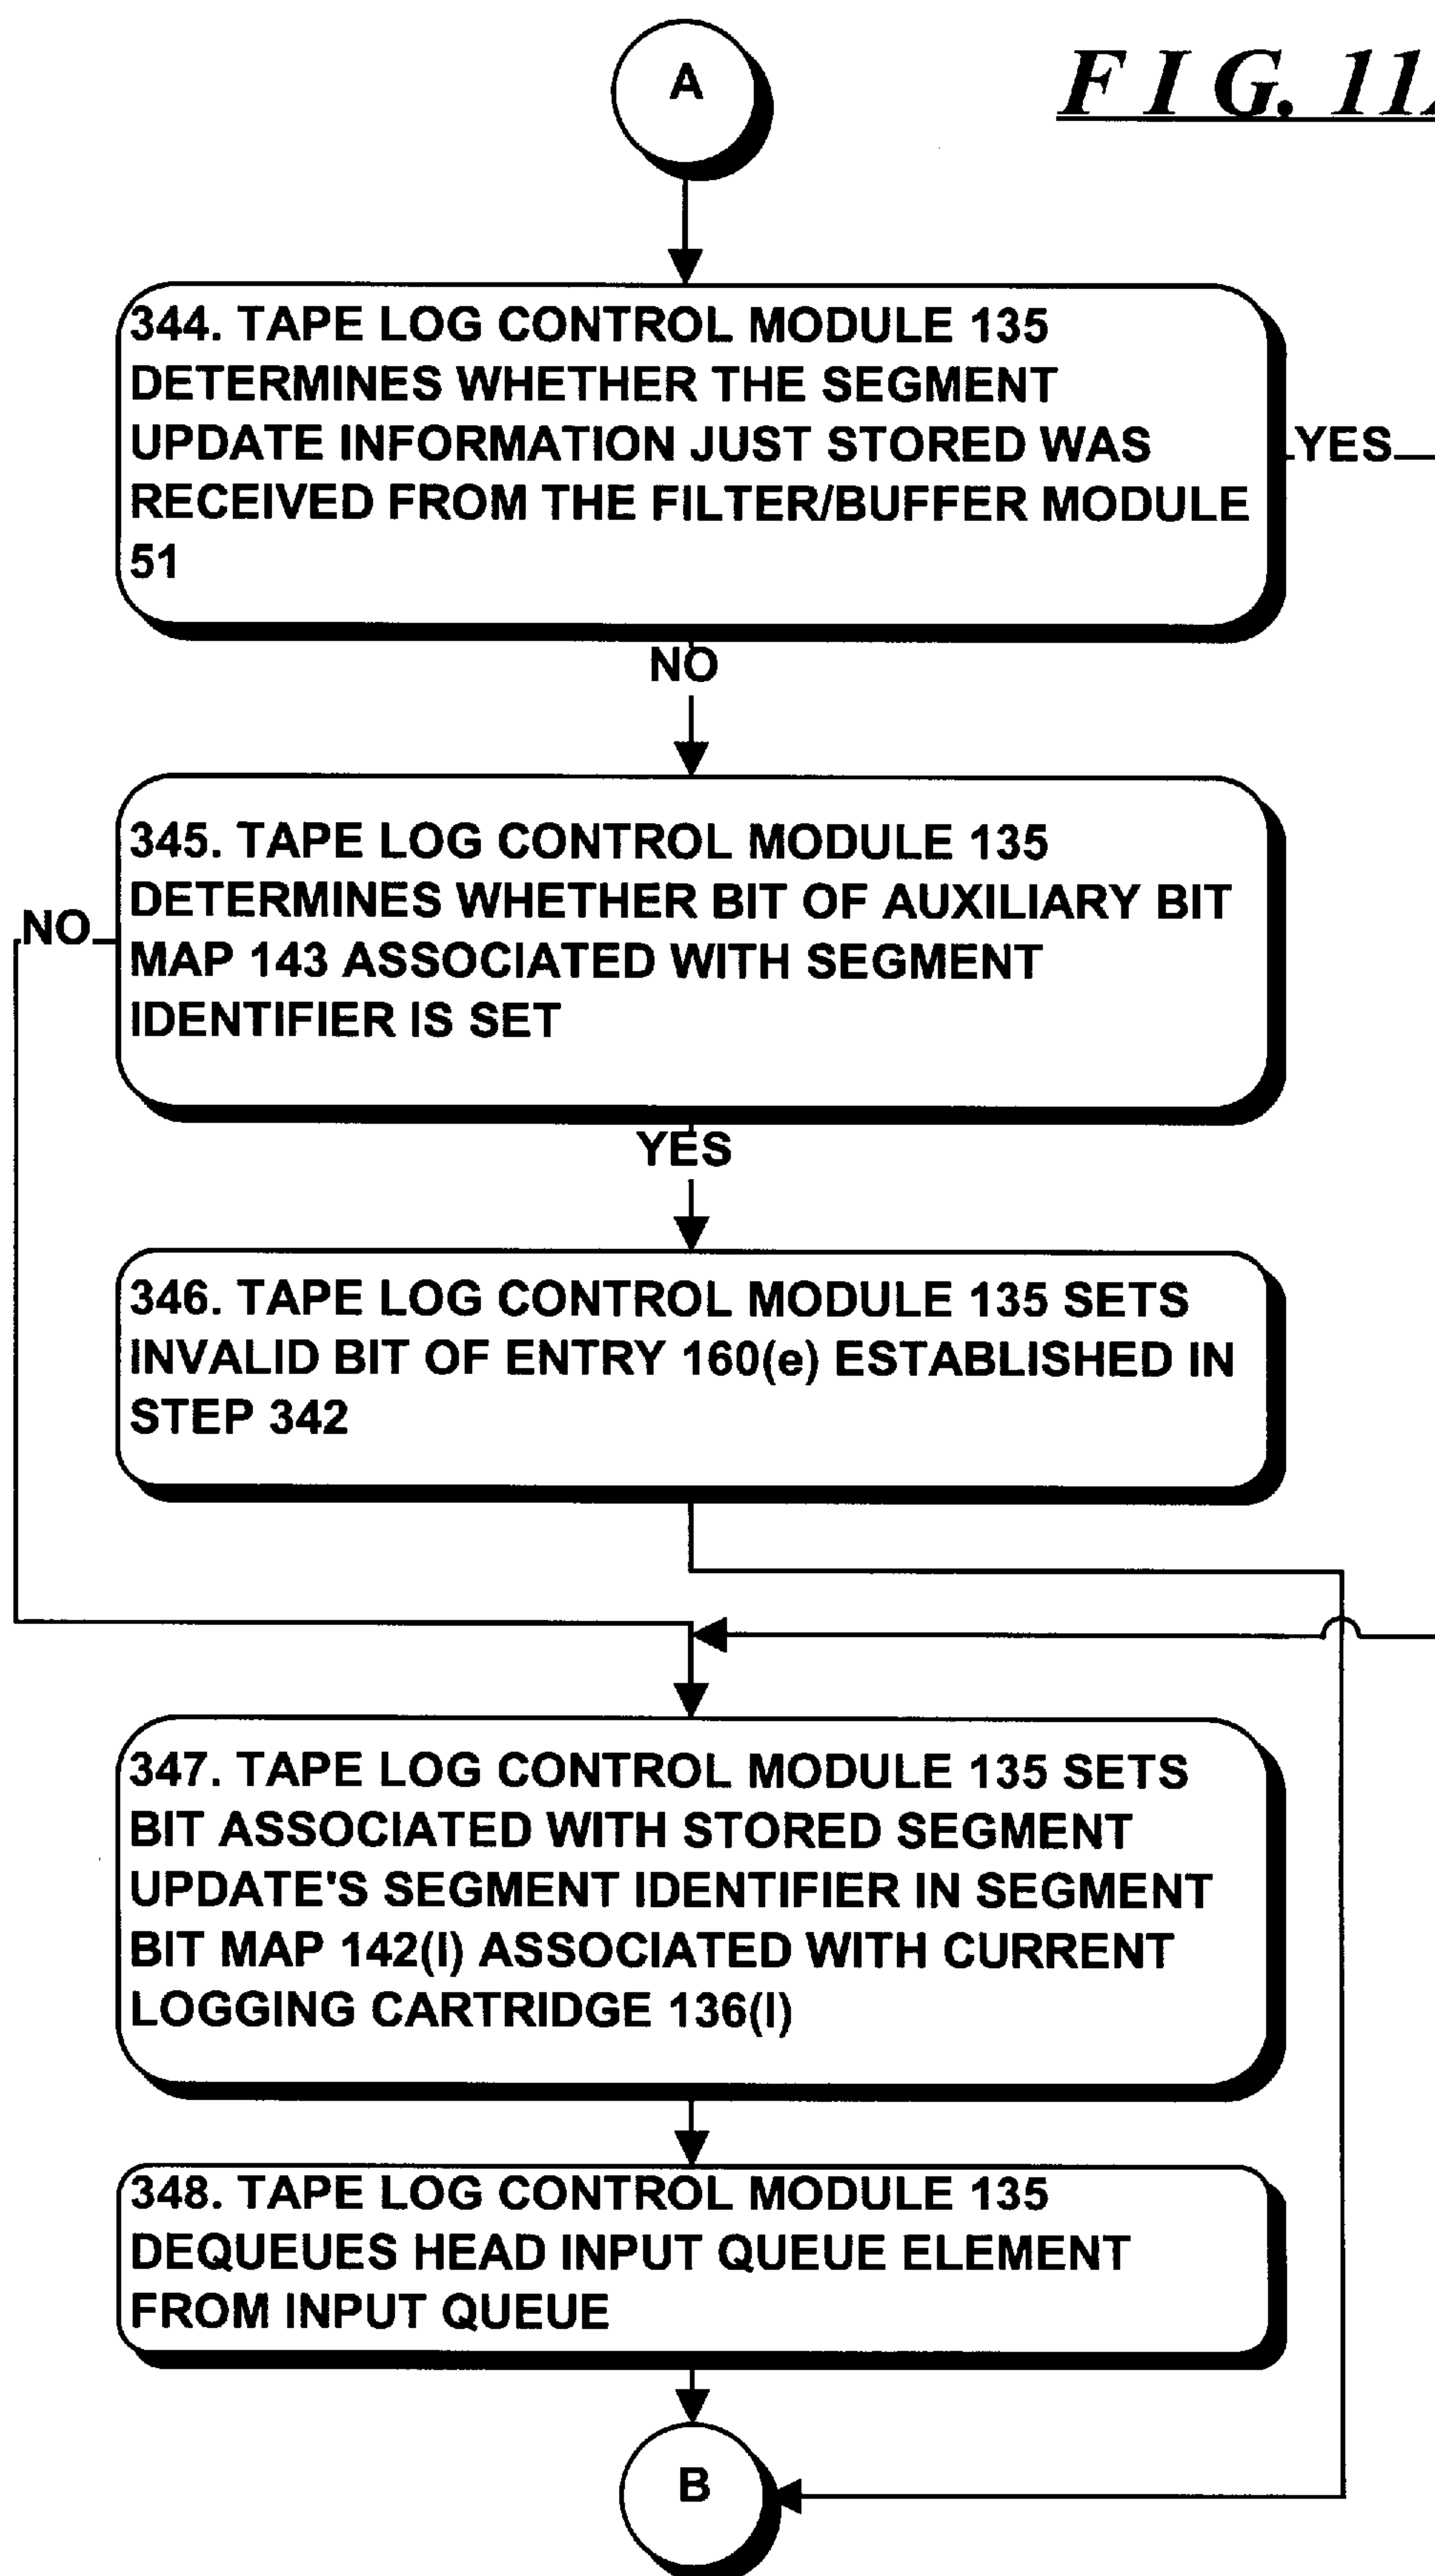 A
F I G. 11
344. TAPE LOG CONTROL MODULE 135
DETERMINES WHETHER THE SEGMENT
UPDATE INFORMATION JUST STORED WAS
RECEIVED FROM THE FILTER/BUFFER MODULE
51
YES
NO
345. TAPE LOG CONTROL MODULE 135
DETERMINES WHETHER BIT OF AUXILIARY BIT
MAP 143 ASSOCIATED WITH SEGMENT
IDENTIFIER IS SET
NO
YES
346. TAPE LOG CONTROL MODULE 135 SETS
INVALID BIT OF ENTRY 160(e) ESTABLISHED IN
STEP 342
347. TAPE LOG CONTROL MODULE 135 SETS
BIT ASSOCIATED WITH STORED SEGMENT
UPDATE'S SEGMENT IDENTIFIER IN SEGMENT
BIT MAP 142(I) ASSOCIATED WITH CURRENT
LOGGING CARTRIDGE 136(I)
348. TAPE LOG CONTROL MODULE 135
DEQUEUES HEAD INPUT QUEUE ELEMENT
FROM INPUT QUEUE
B